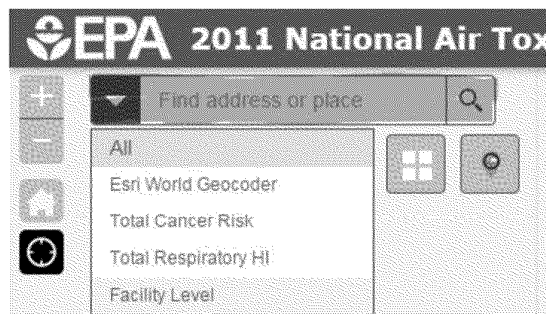 EPA 2011 National Air Tox
Find address or place
All
Esri World Geocoder
Total Cancer Risk
Total Respiratory HI
Facility Level